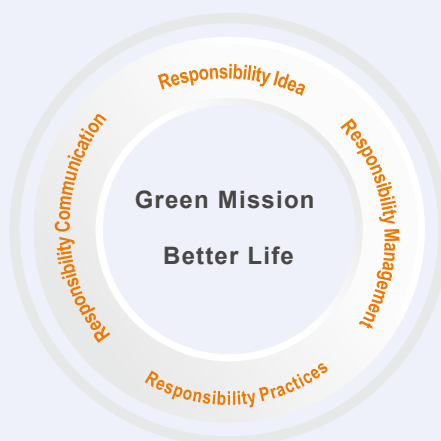 Responsibility Idea
Responsibility Management
Responsibility Practices
Responsibility Communication
Green Mission
Better Life